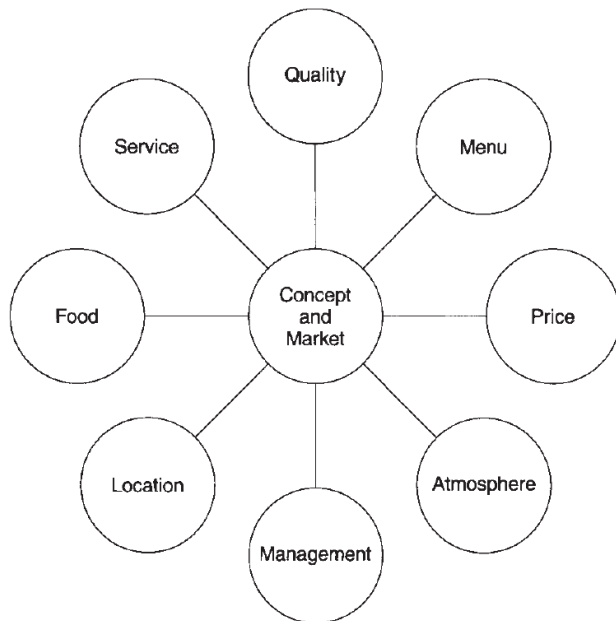 Quality
Service
Menu
Concept
and
Market
Food
Price
Location
Atmosphere
Management